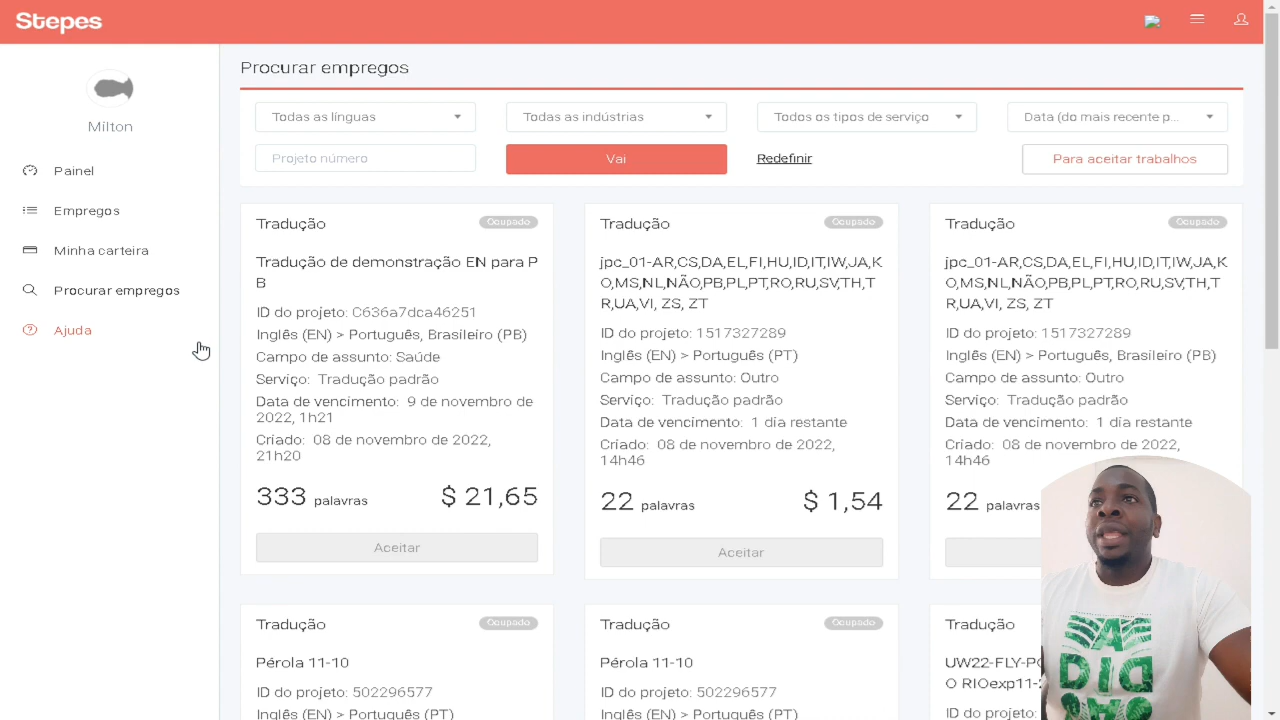 Stepes
Milton
Painel
Empregos
Minha carteira
Procurar empregos
Ajuda
Procurar empregos
Todas as línguas
Todas as indústrias
Todos os tipos de serviço
Data (do mais recente p...
Projeto número
Vai
Redefinir
Para aceitar trabalhos
Tradução
Ocupado
Tradução de demonstração EN para P
B
ID do projeto: C636a7dca46251
Inglês (EN) > Português, Brasileiro (PB)
Campo de assunto: Saúde
Serviço: Tradução padrão
Data de vencimento: 9 de novembro de
2022, 1h21
Criado: 08 de novembro de 2022,
21h20
333 palavras
$ 21,65
Aceitar
Tradução
Ocupado
jpc_01-AR,CS,DA,EL,FI,HU,ID,IT,IW,JA,K
O,MS,NL,NÃO,PB,PL,PT,RO,RU,SV,TH,T
R,UA,VI, ZS, ZT
ID do projeto: 1517327289
Inglês (EN) > Português (PT)
Campo de assunto: Outro
Serviço: Tradução padrão
Data de vencimento: 1 dia restante
Criado: 08 de novembro de 2022,
14h46
22 palavras
$ 1,54
Aceitar
Tradução
Ocupado
jpc_01-AR,CS,DA,EL,FI,HU,ID,IT,IW,JA,K
O,MS,NL,NÃO,PB,PL,PT,RO,RU,SV,TH,T
R,UA,VI, ZS, ZT
ID do projeto: 1517327289
Inglês (EN) > Português, Brasileiro (PB)
Campo de assunto: Outro
Serviço: Tradução padrão
Data de vencimento: 1 dia restante
Criado: 08 de novembro de 2022,
14h46
22 palavras
Tradução
Ocupado
Pérola 11-10
ID do projeto: 502296577
Inglês (EN) > Português (PT)
Tradução
Ocupado
Pérola 11-10
ID do projeto: 502296577
Inglês (EN) > Português (PT)
Tradução
O RIOexp11-
ID do projeto: